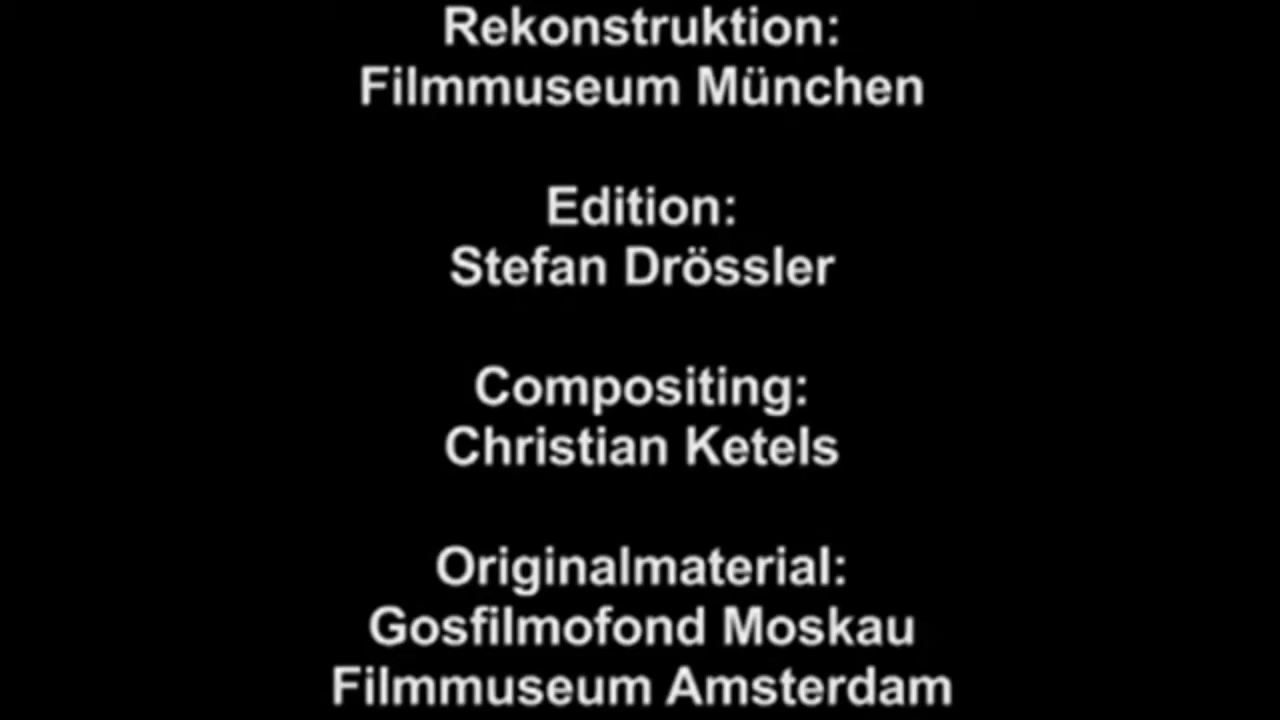 Rekonstruktion:
Filmmuseum München
Edition:
Stefan Drössler
Compositing:
Christian Ketels
Originalmaterial:
Gosfilmofond Moskau
Filmmuseum Amsterdam